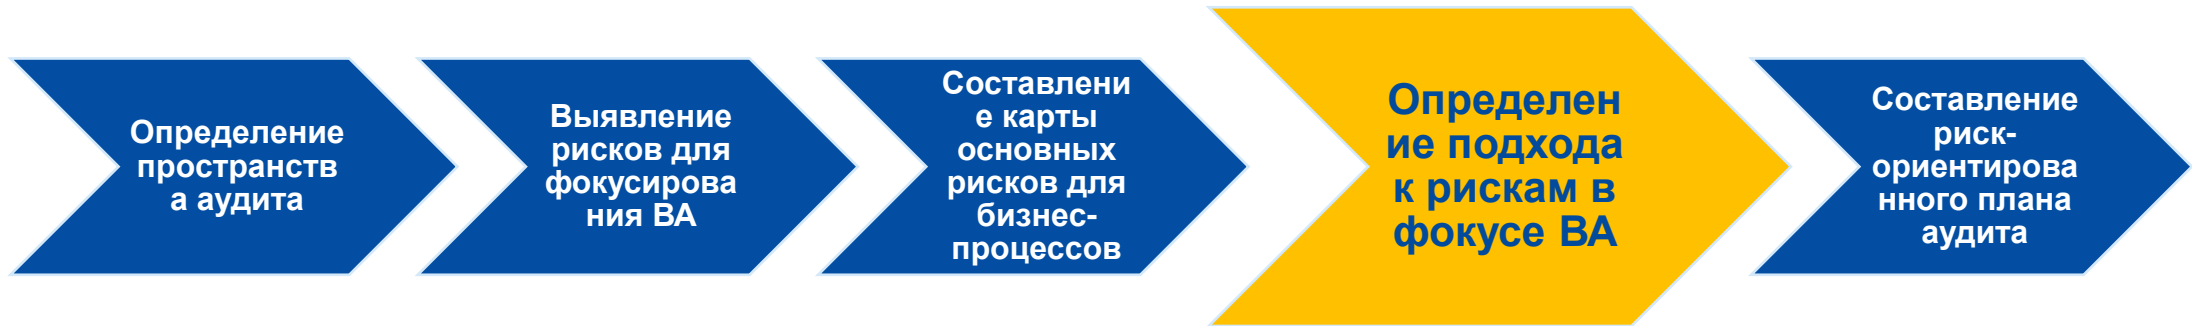 Определение
пространств
а аудита
Выявление
рисков для
фокусирова
ния ВА
Составлени
е карты
основных
рисков для
бизнес-
процессов
Определен
ие подхода
к рискам в
фокусе ВА
Составление
риск-
ориентирова
нного плана
аудита